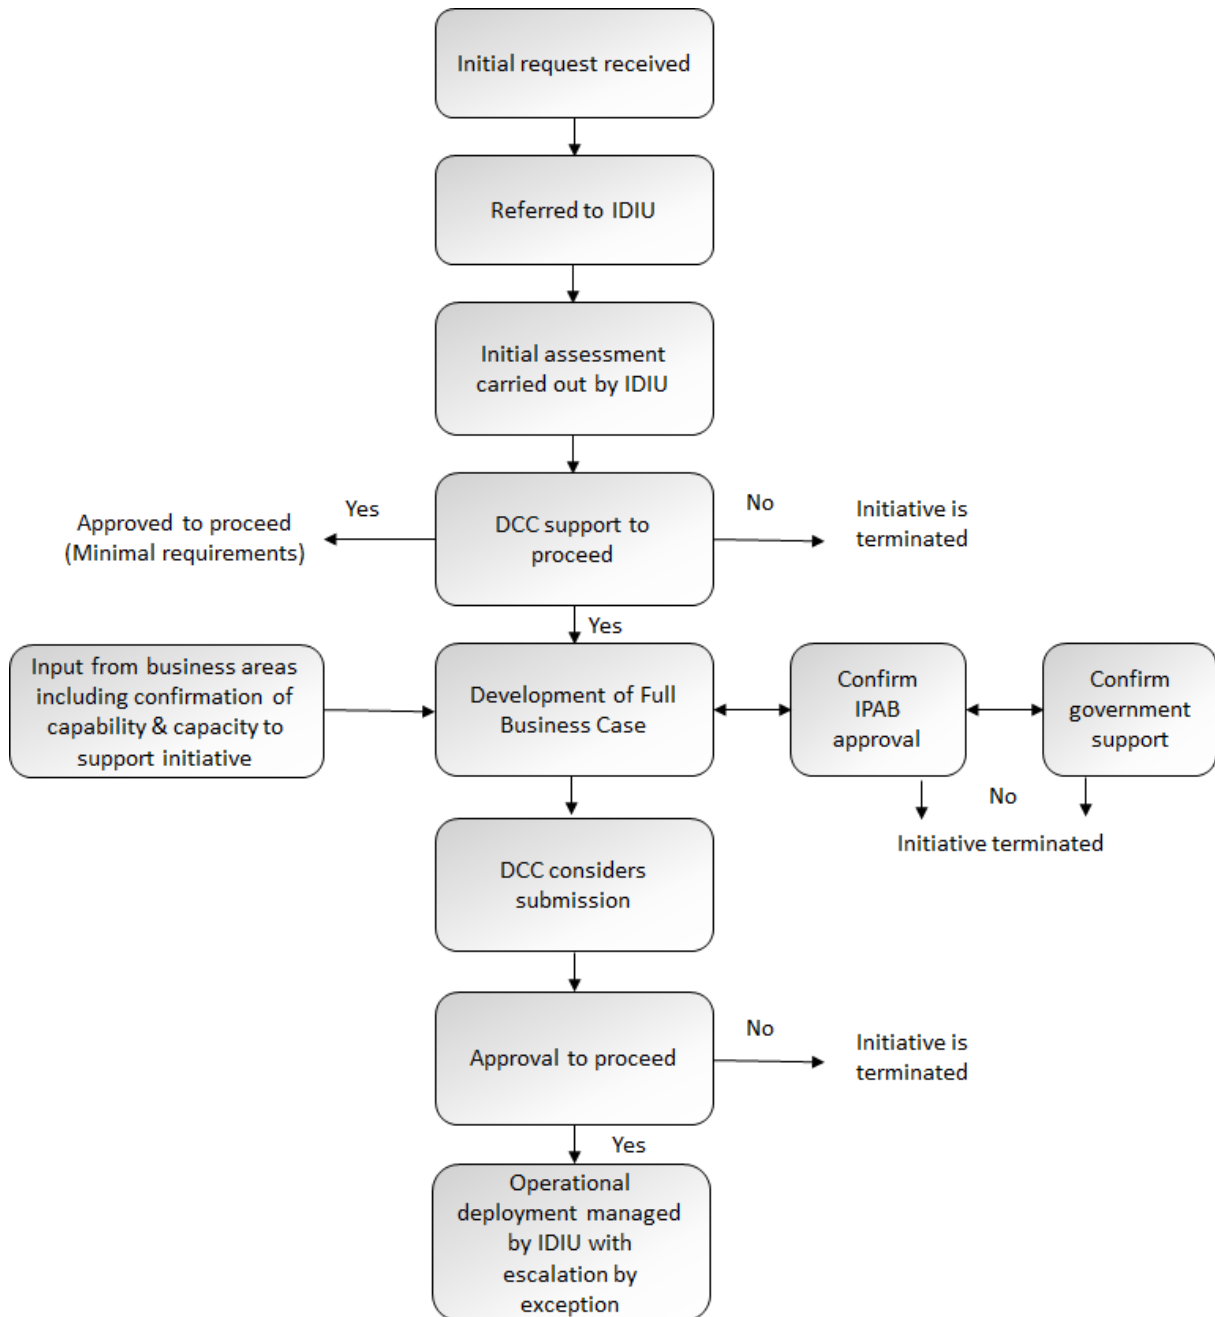 Initial request received
Referred to IDIU
Initial assessment
carried out by IDIU
Yes
Approved to proceed
(Minimal requirements)
DCC support to
proceed
No
Initiative is
terminated
Yes
Input from business areas
including confirmation of
capability & capacity to
support initiative
Development of Full
Business Case
Confirm
IPAB
approval
Confirm
government
support
No
Initiative terminated
DCC considers
submission
Approval to proceed
No
Initiative is
terminated
Yes
Operational
deployment managed
by IDIU with
escalation by
exception